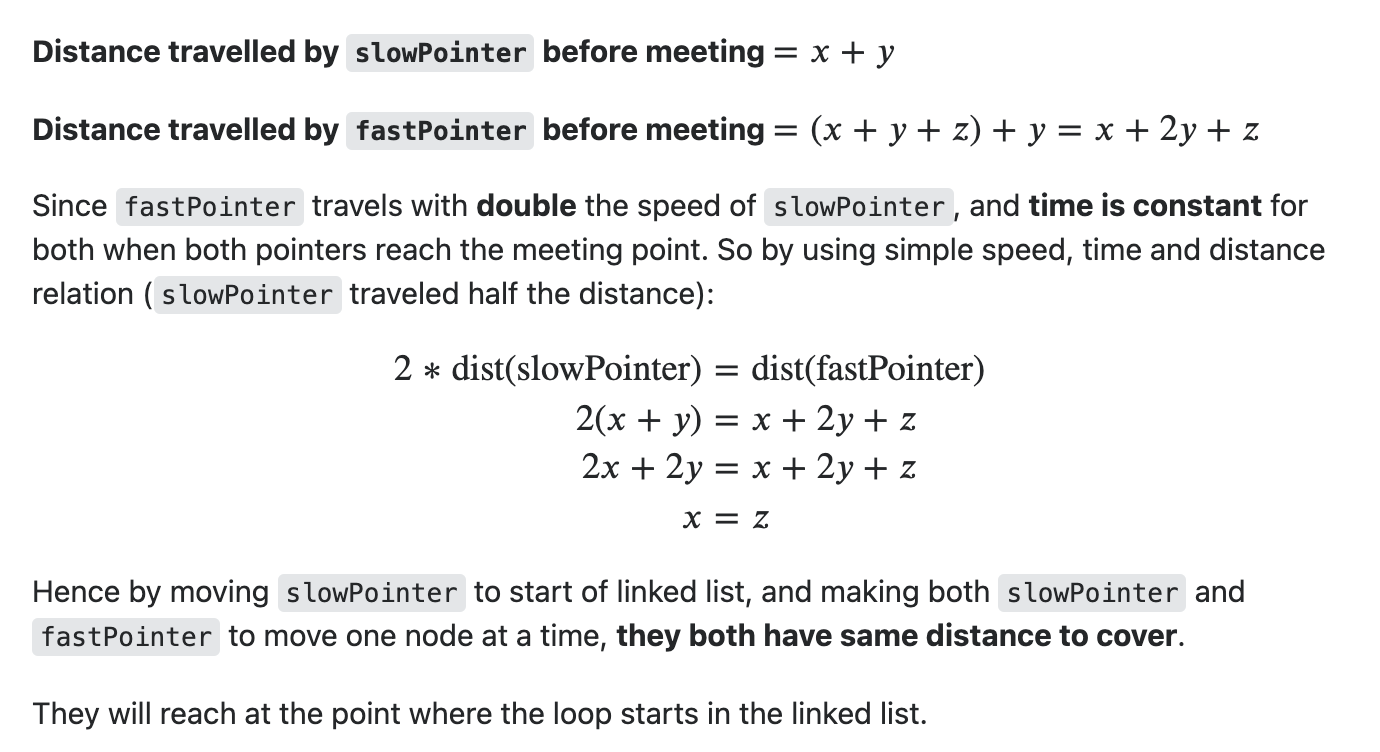 Distance travelled by slowPointer before meeting = x + y
Distance travelled by fastPointer before meeting = (x + y + z) + y = x + 2y + z
Since fastPointer travels with double the speed of slowPointer, and time is constant for
both when both pointers reach the meeting point. So by using simple speed, time and distance
relation (slowPointer traveled half the distance):
2 * dist(slowPointer) = dist(fastPointer)
2(x + y) = x + 2y + z
2x + 2y = x + 2y + z
x = z
Hence by moving slowPointer to start of linked list, and making both slowPointer and
fastPointer to move one node at a time, they both have same distance to cover.
They will reach at the point where the loop starts in the linked list.